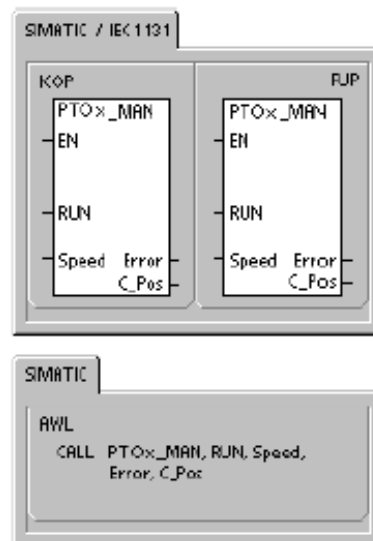 SIMATIC / IEC 1131
KOP
FUP
PTOx_MAN
EN
RUN
Speed Error
C_Pos
PTOx_MAN
EN
RUN
Speed Error
C_Pos
SIMATIC
AWL
CALL PTOx_MAN, RUN, Speed,
Error, C_Pos